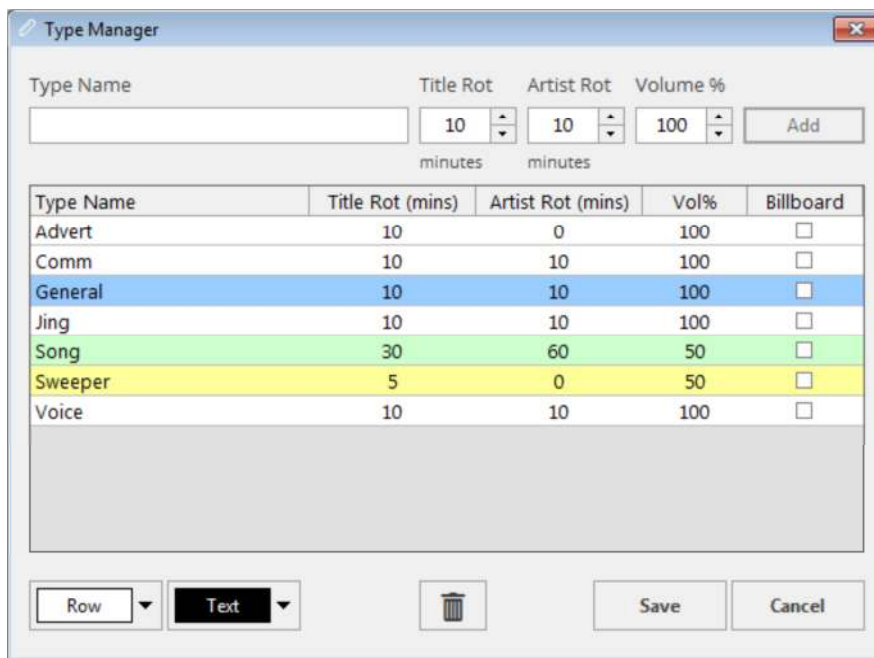 Type Manager
Type Name Title Rot Artist Rot Volume %
10 10 100 Add
minutes minutes
Type Name Title Rot (mins) Artist Rot (mins) Vol% Billboard
Advert 10 0 100
Comm 10 10 100
General 10 10 100
Jing 10 10 100
Song 30 60 50
Sweeper 5 0 50
Voice 10 10 100
Row Text Save Cancel